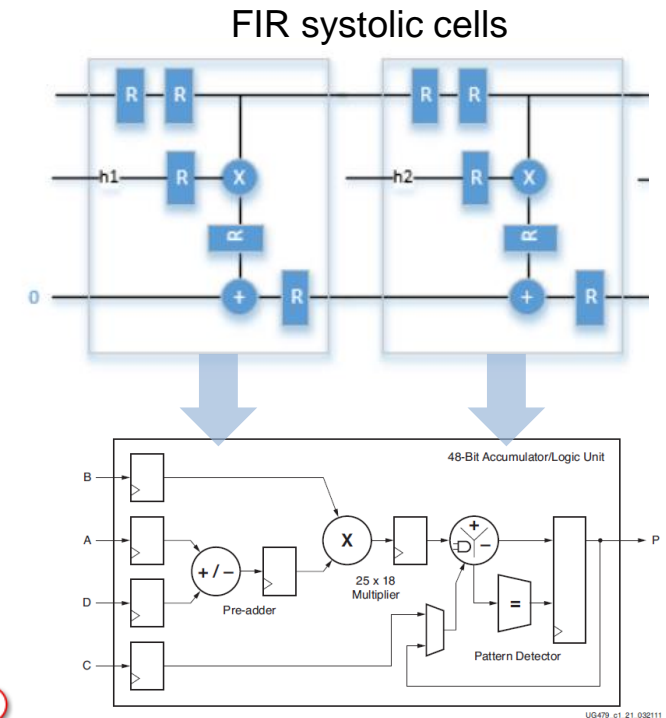 FIR systolic cells
R R R R
h1 R X h2 R X
R R
0 + R + R
48-Bit Accumulator/Logic Unit
B
A X + − P
+ / −
25 x 18
Multiplier
D Pre-adder =
C Pattern Detector
UG479_c1_21_032111